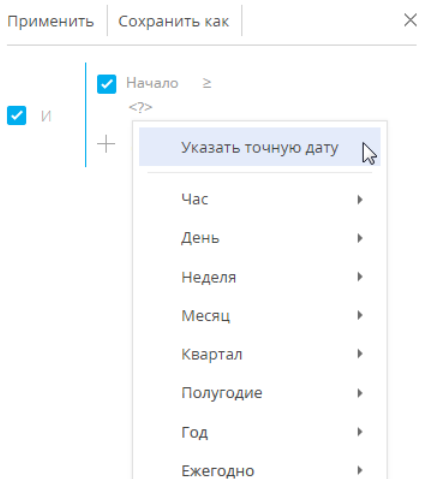 Применить Сохранить как
Начало ≥
<?>
И
Указать точную дату
Час
День
Неделя
Месяц
Квартал
Полугодие
Год
Ежегодно